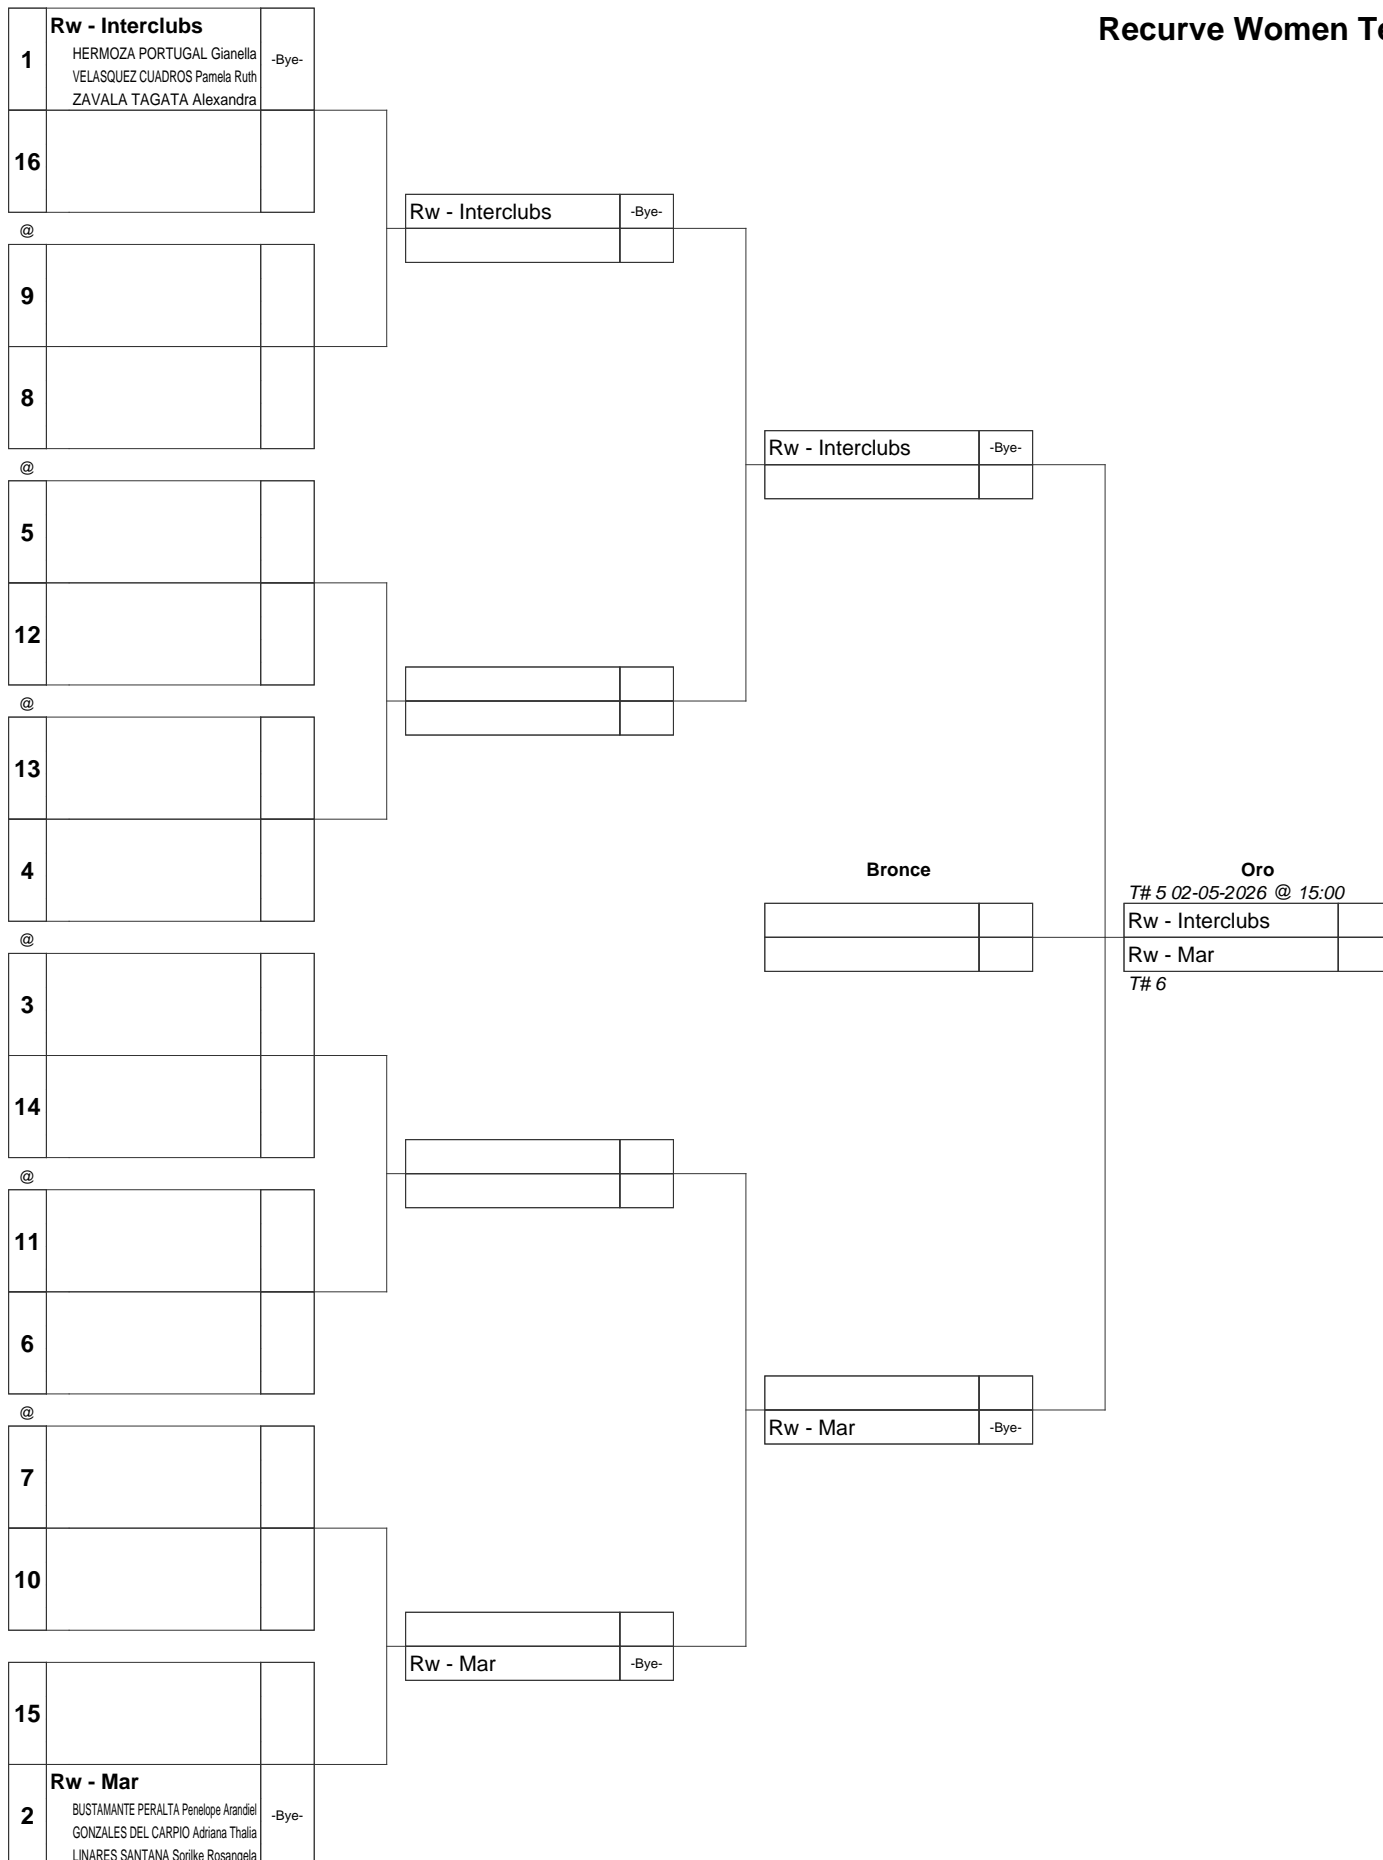 Recurve Women Te
1
Rw - Interclubs
HERMOZA PORTUGAL Gianella
VELASQUEZ CUADROS Pamela Ruth
ZAVALA TAGATA Alexandra
-Bye-
16
@
9
8
@
5
12
@
13
4
@
3
14
@
11
6
@
7
10
15
2
Rw - Mar
BUSTAMANTE PERALTA Penelope Arandiel
GONZALES DEL CARPIO Adriana Thalia
LINARES SANTANA Sorilke Rosangela
-Bye-
Rw - Interclubs -Bye-
Rw - Mar -Bye-
Rw - Interclubs -Bye-
Rw - Mar -Bye-
Bronce
Oro
T# 5 02-05-2026 @ 15:00
Rw - Interclubs
Rw - Mar
T# 6